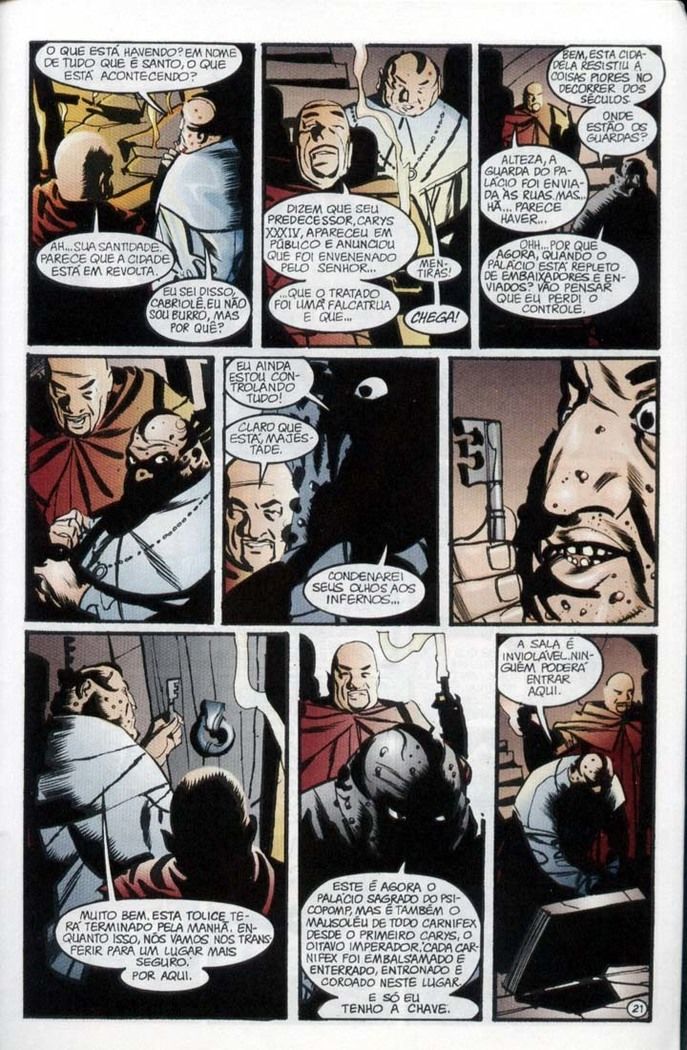 O QUE ESTÁ HAVENDO? EM NOME
DE TUDO QUE É SANTO, O QUE
ESTÁ ACONTECENDO?
AH... SUA SANTIDADE.
PARECE QUE A CIDADE
ESTÁ EM REVOLTA.
EU SEI DISSO,
CABRIOLÉ, EU NÃO
SOU BURRO, MAS
POR QUÊ?
DIZEM QUE SEU
PREDECESSOR, CARYS
XXXIV, APARECEU EM
PÚBLICO E ANUNCIOU
QUE FOI ENVENENADO
PELO SENHOR...
MEN-
TIRAS!
...QUE O TRATADO
FOI UMA FALCATRUA
E QUE...
CHEGA!
BEM, ESTA CIDA-
DELA RESISTIU A
COISAS PIORES NO
DECORRER DOS
SÉCULOS.
ONDE
ESTÃO OS
GUARDAS?
ALTEZA, A
GUARDA DO PA-
LÁCIO FOI ENVIA-
DA ÀS RUAS. MAS...
HÃ... PARECE
HAVER...
OHH... POR QUE
AGORA, QUANDO O
PALÁCIO ESTÁ REPLETO
DE EMBAIXADORES E EN-
VIADOS? VÃO PENSAR
QUE EU PERDI O
CONTROLE.
EU AINDA
ESTOU CON-
TROLANDO
TUDO!
CLARO QUE
ESTÁ, MAJES-
TADE.
CONDENAREI
SEUS OLHOS AOS
INFERNOS...
MUITO BEM. ESTA TOLICE TE-
RÁ TERMINADO PELA MANHÃ. EN-
QUANTO ISSO, NÓS VAMOS NOS TRANS-
FERIR PARA UM LUGAR MAIS
SEGURO.
POR AQUI.
ESTE É AGORA O
PALÁCIO SAGRADO DO PSI-
COPOMP, MAS É TAMBÉM O
MAUSOLÉU DE TODO CARNIFEX
DESDE O PRIMEIRO CARYS, O
OITAVO IMPERADOR. CADA CAR-
NIFEX FOI EMBALSAMADO E
ENTERRADO, ENTRONADO E
COROADO NESTE LUGAR.
E SÓ EU
TENHO A CHAVE.
A SALA É
INVIOLÁVEL. NIN-
GUÉM PODERÁ
ENTRAR
AQUI.
21